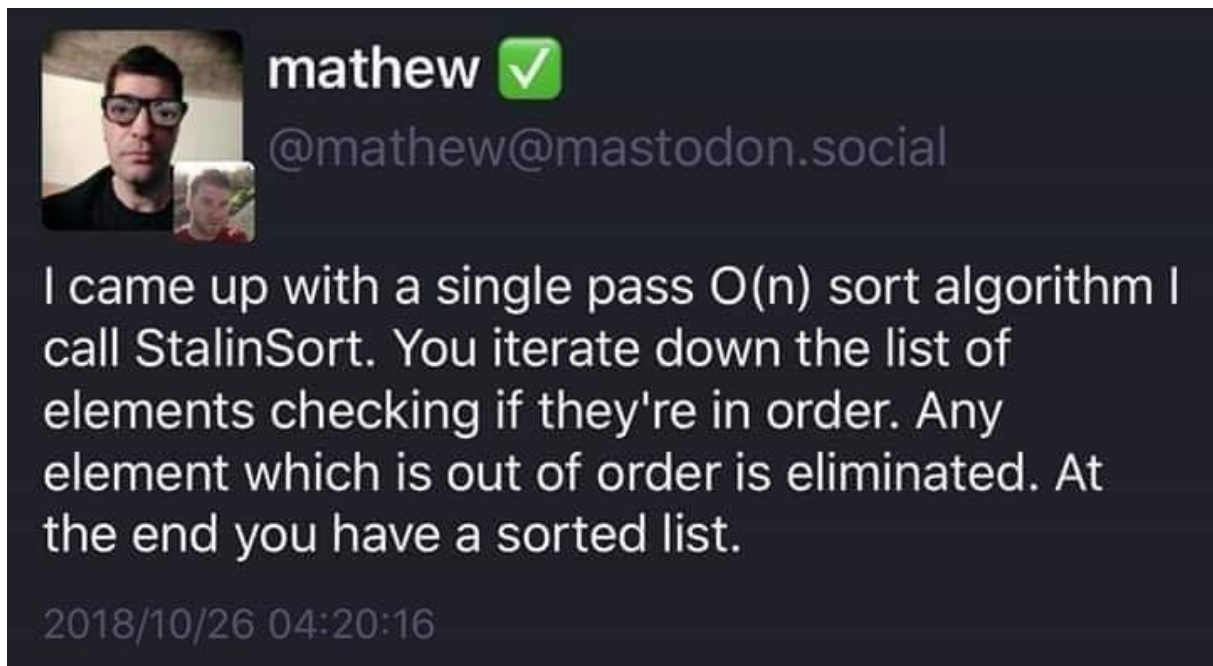 mathew ✅
@mathew@mastodon.social
I came up with a single pass O(n) sort algorithm I
call StalinSort. You iterate down the list of
elements checking if they're in order. Any
element which is out of order is eliminated. At
the end you have a sorted list.
2018/10/26 04:20:16